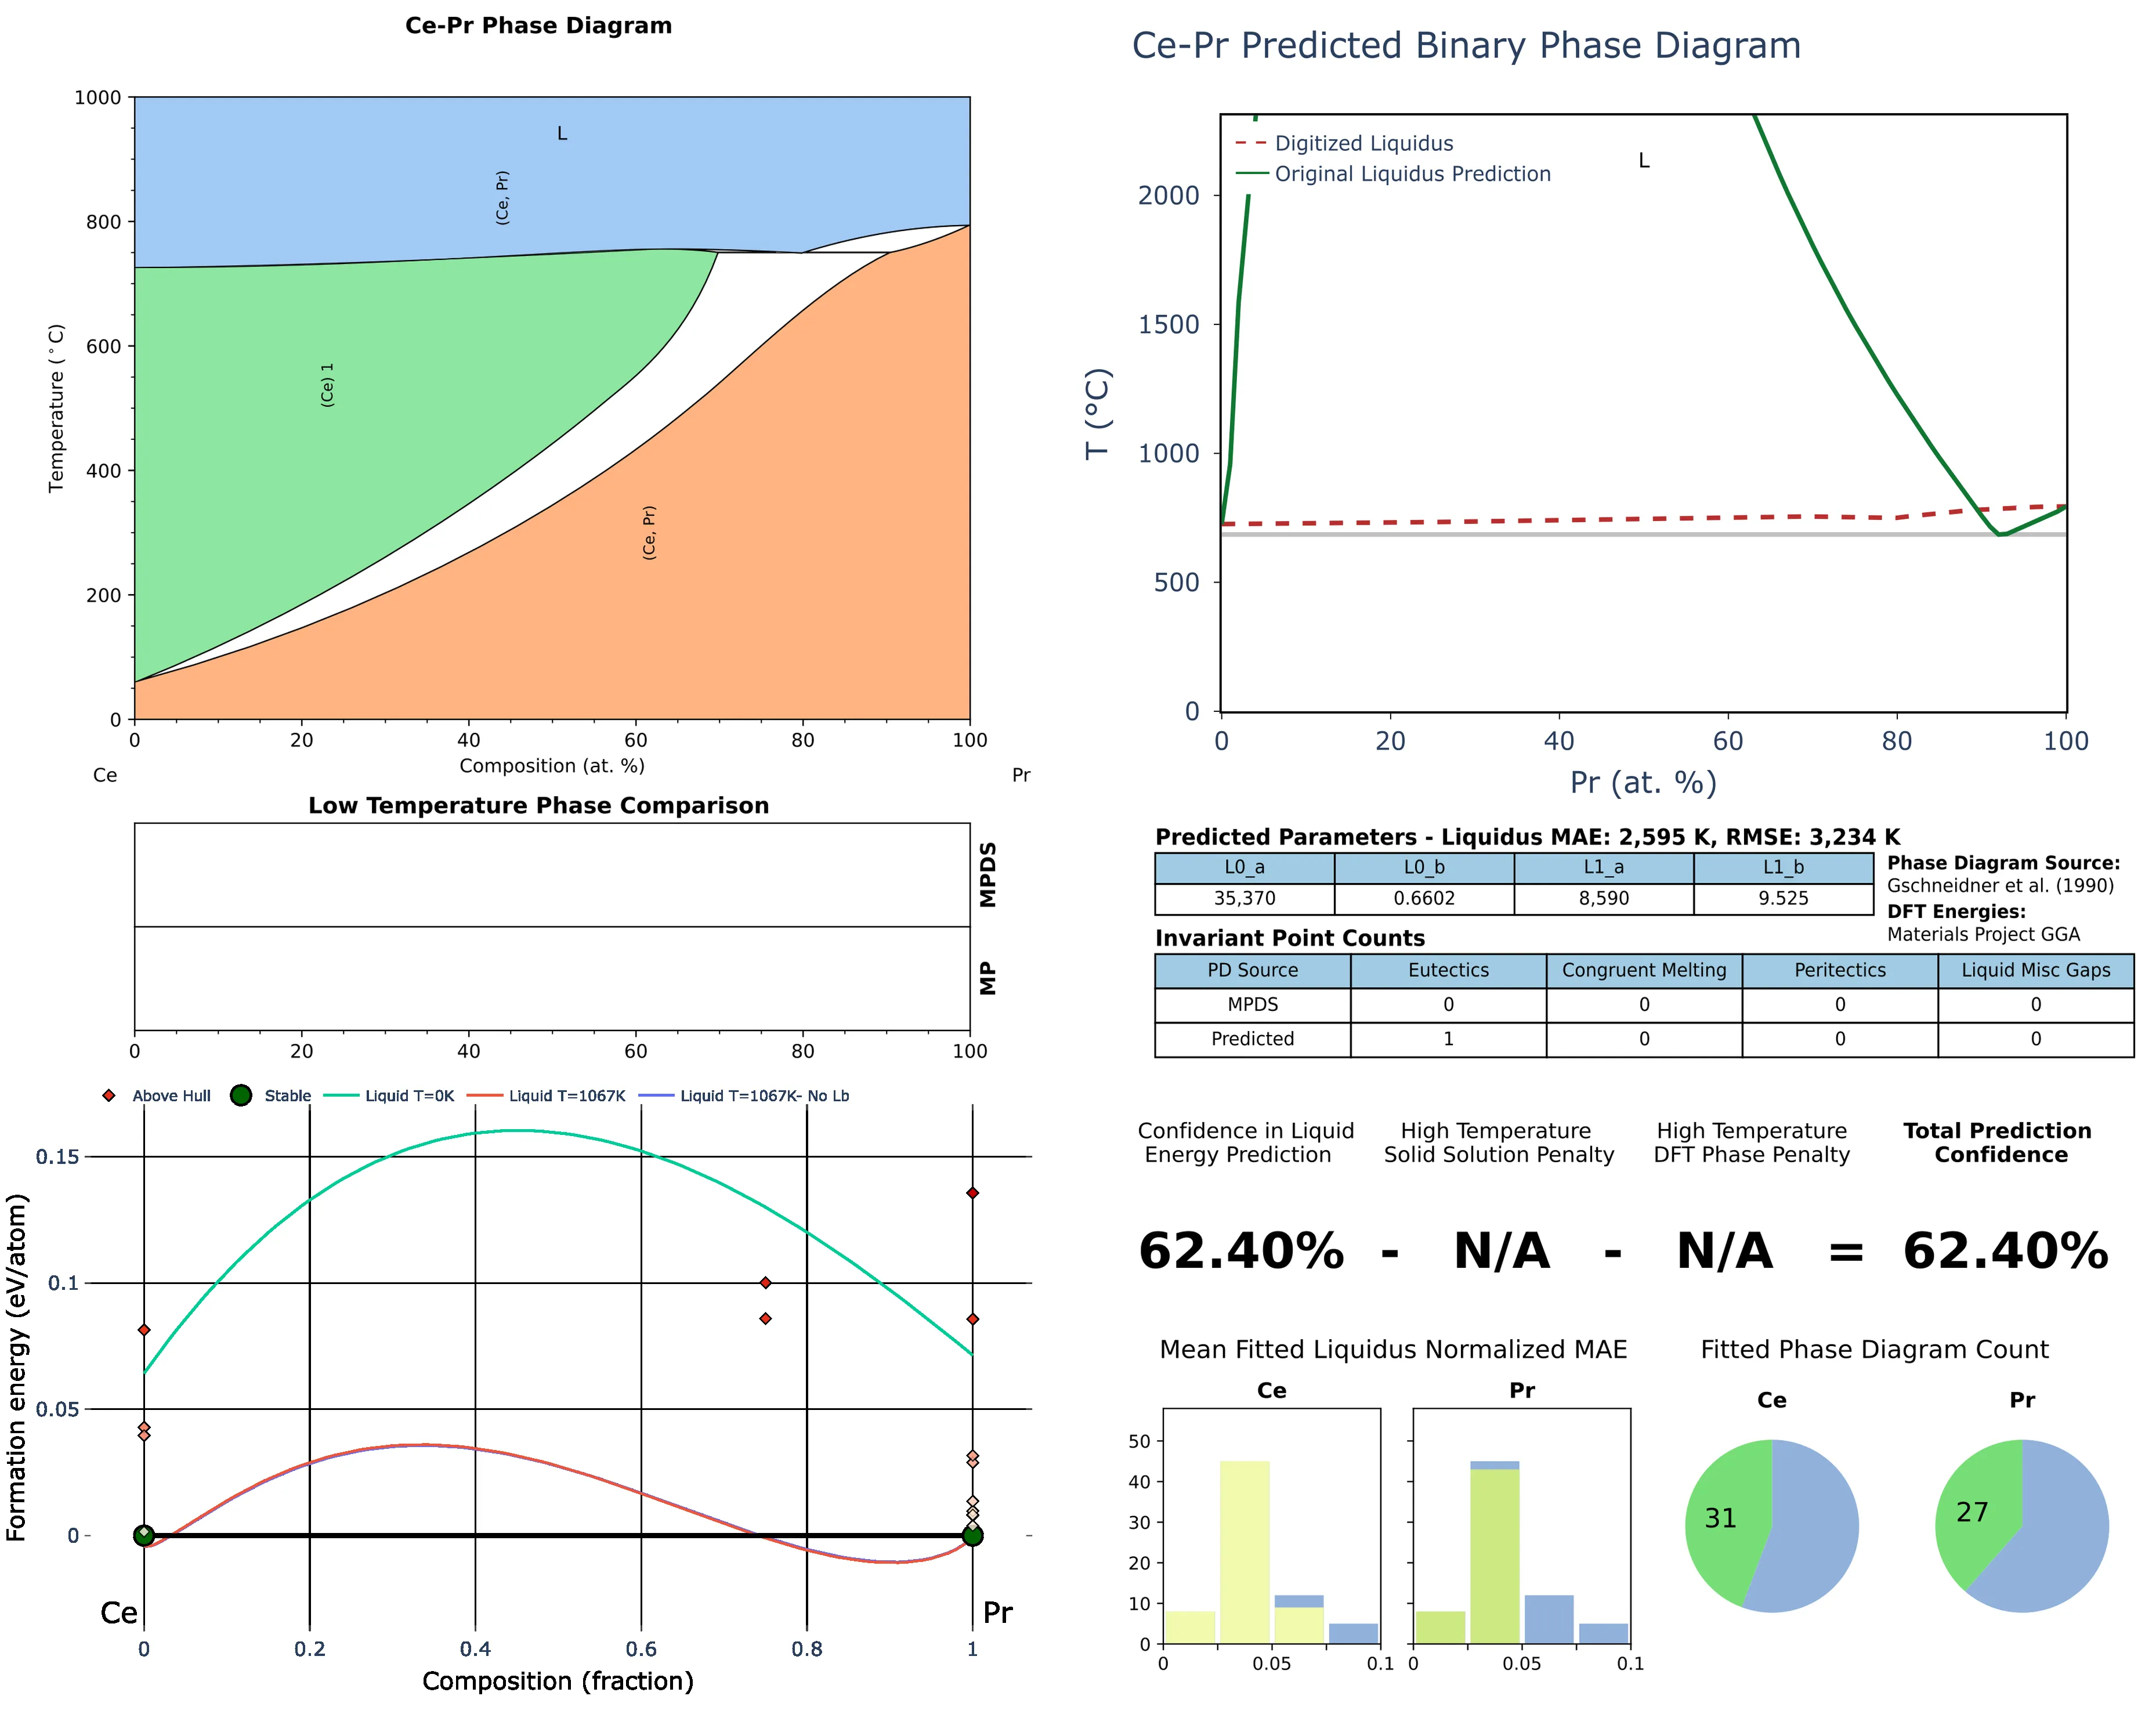 Ce-Pr Phase Diagram
1000
800
600
400
200
0
Temperature (°C)
L
(Ce, Pr)
(Ce) 1
(Ce, Pr)
0 20 40 60 80 100
Composition (at. %)
Ce Pr
Low Temperature Phase Comparison
MPDS
MP
0 20 40 60 80 100
Above Hull Stable Liquid T=0K Liquid T=1067K Liquid T=1067K- No Lb
0.15
0.1
0.05
0
Formation energy (eV/atom)
Ce Pr
0 0.2 0.4 0.6 0.8 1
Composition (fraction)
Ce-Pr Predicted Binary Phase Diagram
Digitized Liquidus
Original Liquidus Prediction
L
2000
1500
1000
500
0
T (°C)
0 20 40 60 80 100
Pr (at. %)
Predicted Parameters - Liquidus MAE: 2,595 K, RMSE: 3,234 K
L0_a L0_b L1_a L1_b
35,370 0.6602 8,590 9.525
Phase Diagram Source:
Gschneidner et al. (1990)
DFT Energies:
Materials Project GGA
Invariant Point Counts
PD Source Eutectics Congruent Melting Peritectics Liquid Misc Gaps
MPDS 0 0 0 0
Predicted 1 0 0 0
Confidence in Liquid
Energy Prediction
High Temperature
Solid Solution Penalty
High Temperature
DFT Phase Penalty
Total Prediction
Confidence
62.40% - N/A - N/A = 62.40%
Mean Fitted Liquidus Normalized MAE
Ce Pr
50
40
30
20
10
0
0 0.05 0.1 0 0.05 0.1
Fitted Phase Diagram Count
Ce Pr
31 27